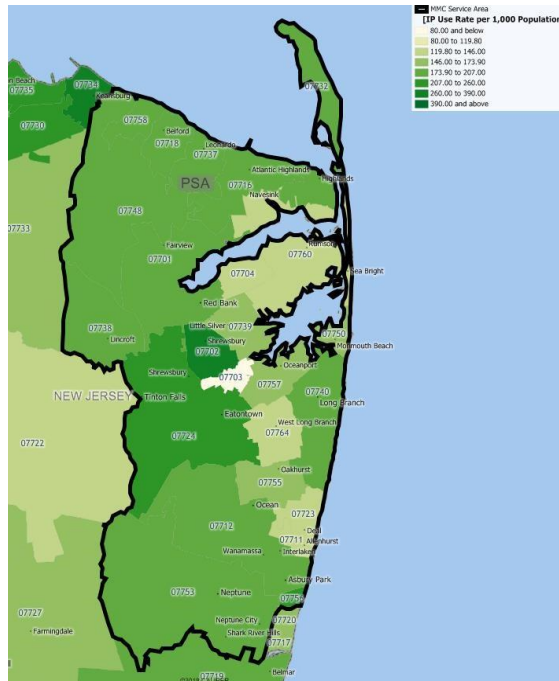 MMC Service Area
[IP Use Rate per 1,000 Population
80.00 and below
80.00 to 119.80
119.80 to 146.00
146.00 to 173.90
173.90 to 207.00
207.00 to 260.00
260.00 to 390.00
390.00 and above
on Beach
07735
07734
Keansburg
07732
07730
07758
Belford
07718
Leonardo
07737
Atlantic Highlands
Highlands
PSA
07716
Navesink
07748
07733
Fairview
07701
07760
Rumson
07704
Sea Bright
Red Bank
Little Silver
07739
07738
Lincroft
Shrewsbury
07702
07750
Monmouth Beach
Oceanport
Shrewsbury
07703
07757
NEW JERSEY
Tinton Falls
07740
Long Branch
Eatontown
07724
West Long Branch
07764
07722
Oakhurst
07755
Ocean
07723
07712
Deal
07711
Allenhurst
Wanamassa
Interlaken
Asbury Park
07753
Neptune
07756
07727
Neptune City
07720
Farmingdale
Shark River Hills
07717
Belmar
07719